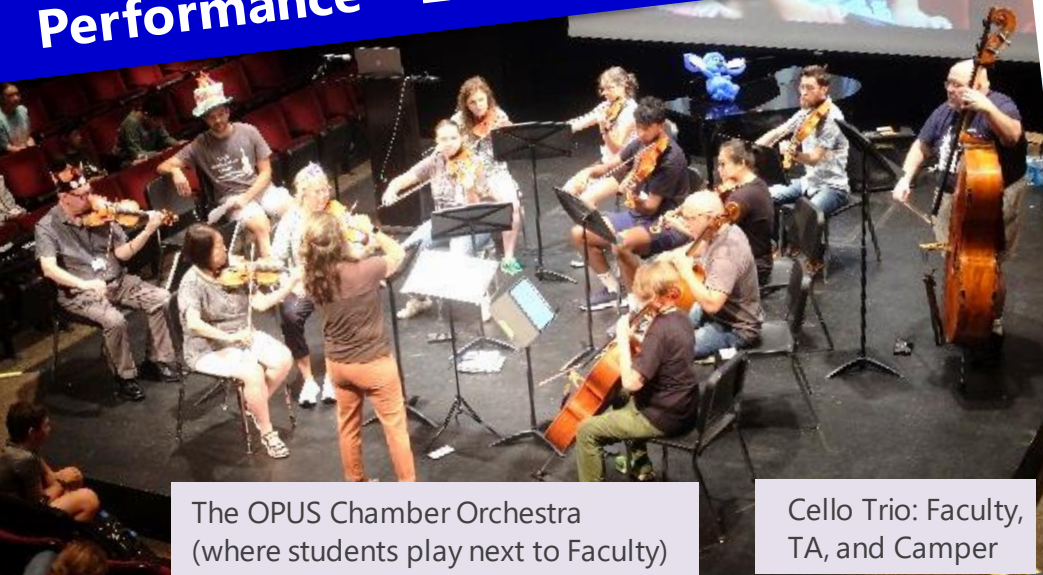 Performance
The OPUS Chamber Orchestra
(where students play next to Faculty)
Cello Trio: Faculty,
TA, and Camper